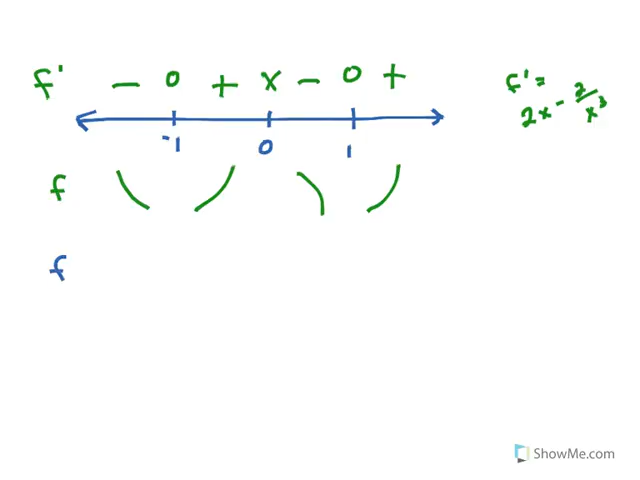 f' − 0 + x − 0 +
f' =
2x − 2/x³
-1 0 1
f
f
ShowMe.com